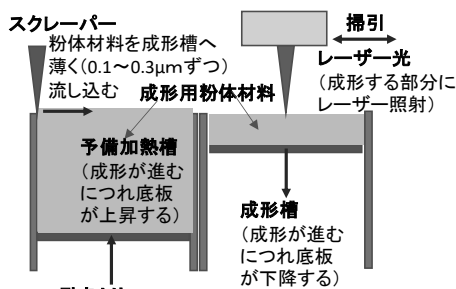 スクレーパー
粉体材料を成形槽へ
薄く(0.1～0.3μmずつ)
流し込む
成形用粉体材料
掃引
レーザー光
(成形する部分に
レーザー照射)
予備加熱槽
(成形が進む
につれ底板
が上昇する)
成形槽
(成形が進む
につれ底板
が下降する)